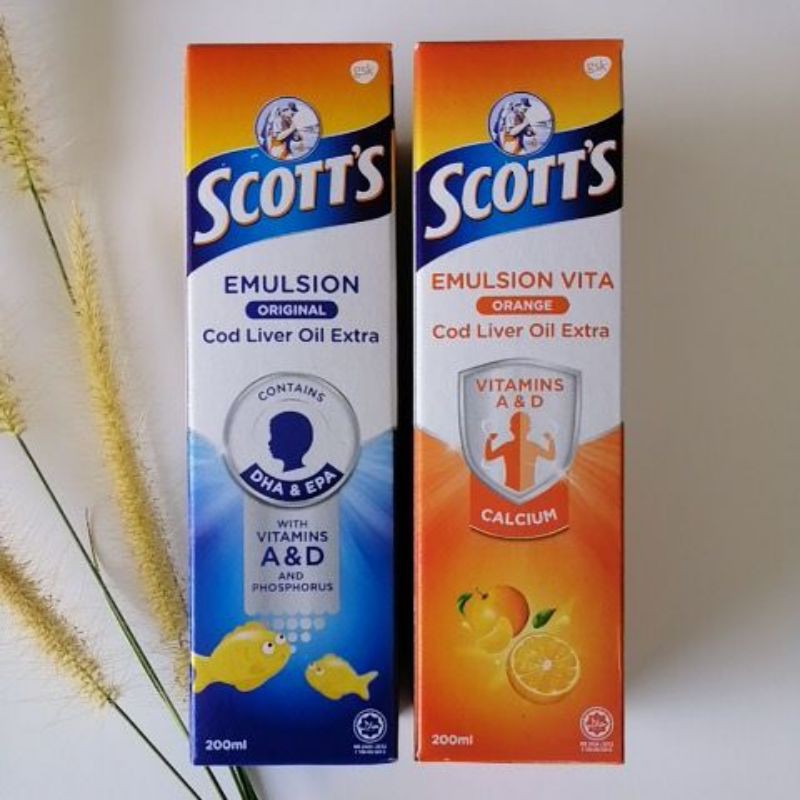 gsk
SCOTT'S
EMULSION
ORIGINAL
Cod Liver Oil Extra
CONTAINS
DHA & EPA
WITH
VITAMINS
A & D
AND
PHOSPHORUS
200ml
gsk
SCOTT'S
EMULSION VITA
ORANGE
Cod Liver Oil Extra
VITAMINS
A & D
CALCIUM
200ml